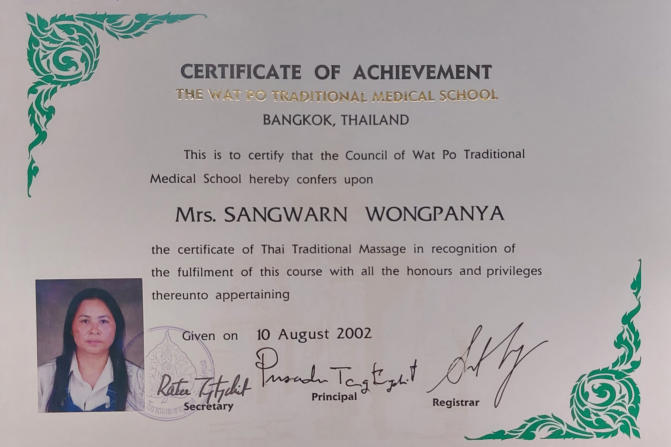 CERTIFICATE OF ACHIEVEMENT
THE WAT PO TRADITIONAL MEDICAL SCHOOL
BANGKOK, THAILAND
This is to certify that the Council of Wat Po Traditional
Medical School hereby confers upon
Mrs. SANGWARN WONGPANYA
the certificate of Thai Traditional Massage in recognition of
the fulfilment of this course with all the honours and privileges
thereunto appertaining
Given on 10 August 2002
Secretary
Principal
Registrar